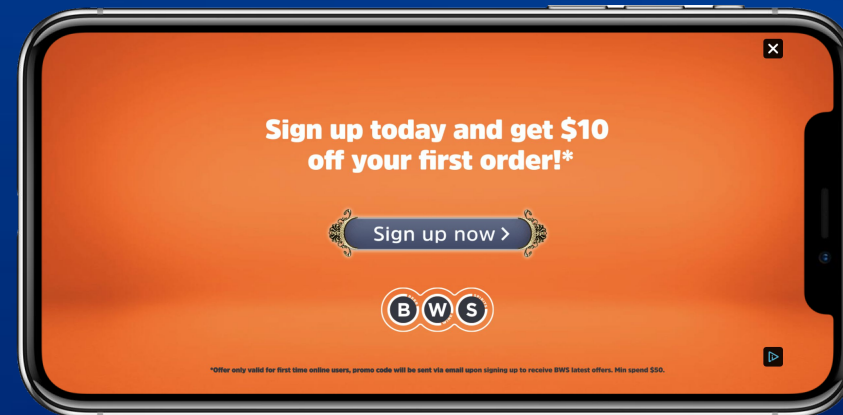 Sign up today and get $10
off your first order!*
Sign up now >
BWS
*Offer only valid for first time online users, promo code will be sent via email upon signing up to receive BWS latest offers. Min spend $50.